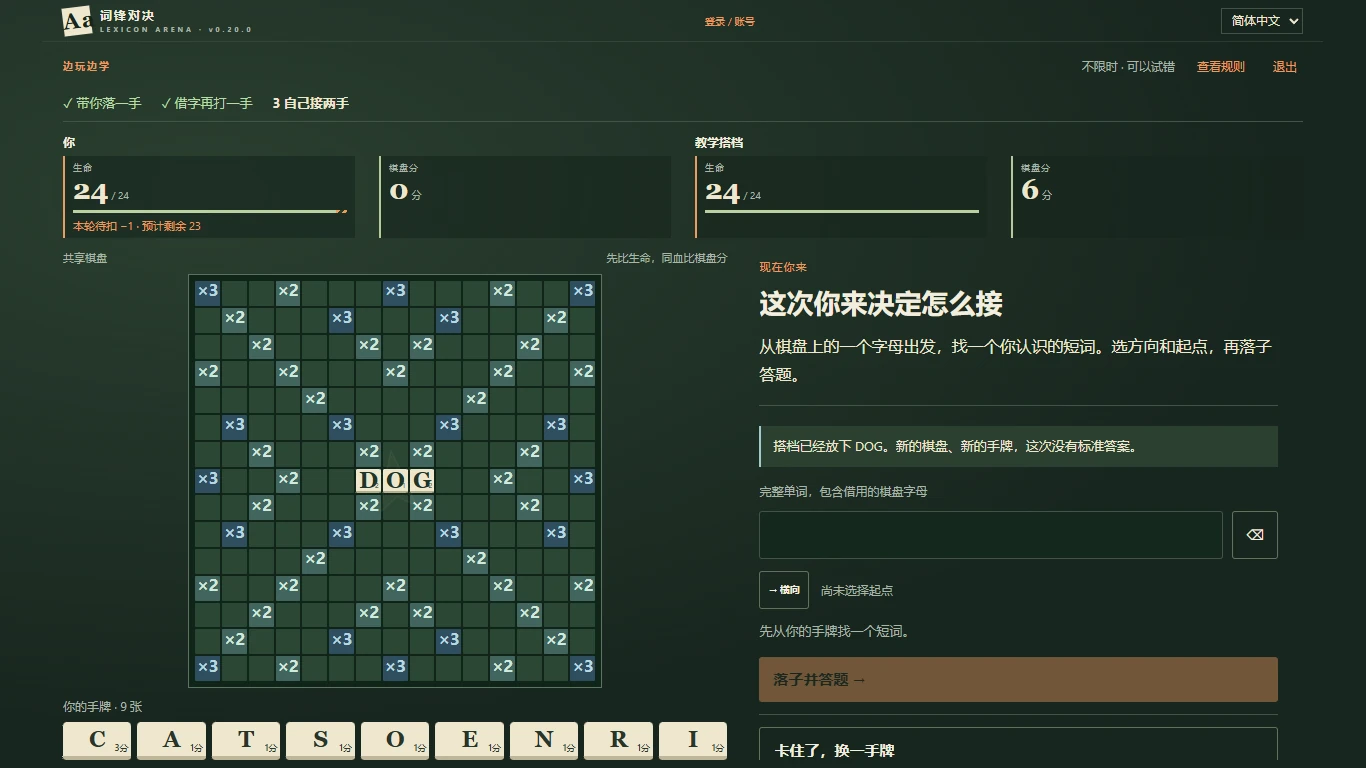 Aa 词锋对决
LEXICON ARENA · v0.20.0
登录 / 账号
简体中文
边玩边学
不限时 · 可以试错 查看规则 退出
✓ 带你落一手 ✓ 借字再打一手 3 自己接两手
你
教学搭档
生命
24 / 24
本轮待扣 −1 · 预计剩余 23
棋盘分
0 分
生命
24 / 24
棋盘分
6 分
共享棋盘
先比生命，同血比棋盘分
×3 ×2 ×3 ×2 ×3
×2 ×3 ×3 ×2
×2 ×2 ×2 ×2
×2 ×2 ×2 ×2 ×2
×2 ×2
×3 ×3 ×3 ×3
×2 ×2 ×2 ×2
×3 ×2 D O G ×2 ×3
×2 ×2 ×2 ×2
×3 ×3 ×3 ×3
×2 ×2
×2 ×2 ×2 ×2 ×2
×2 ×2 ×2 ×2
×2 ×3 ×3 ×2
×3 ×2 ×3 ×2 ×3
你的手牌 · 9 张
C 3分 A 1分 T 1分 S 1分 O 1分 E 1分 N 1分 R 1分 I 1分
现在你来
这次你来决定怎么接
从棋盘上的一个字母出发，找一个你认识的短词。选方向和起点，再落子
答题。
搭档已经放下 DOG。新的棋盘、新的手牌，这次没有标准答案。
完整单词，包含借用的棋盘字母
⌫
→ 横向 尚未选择起点
先从你的手牌找一个短词。
落子并答题 →
卡住了，换一手牌